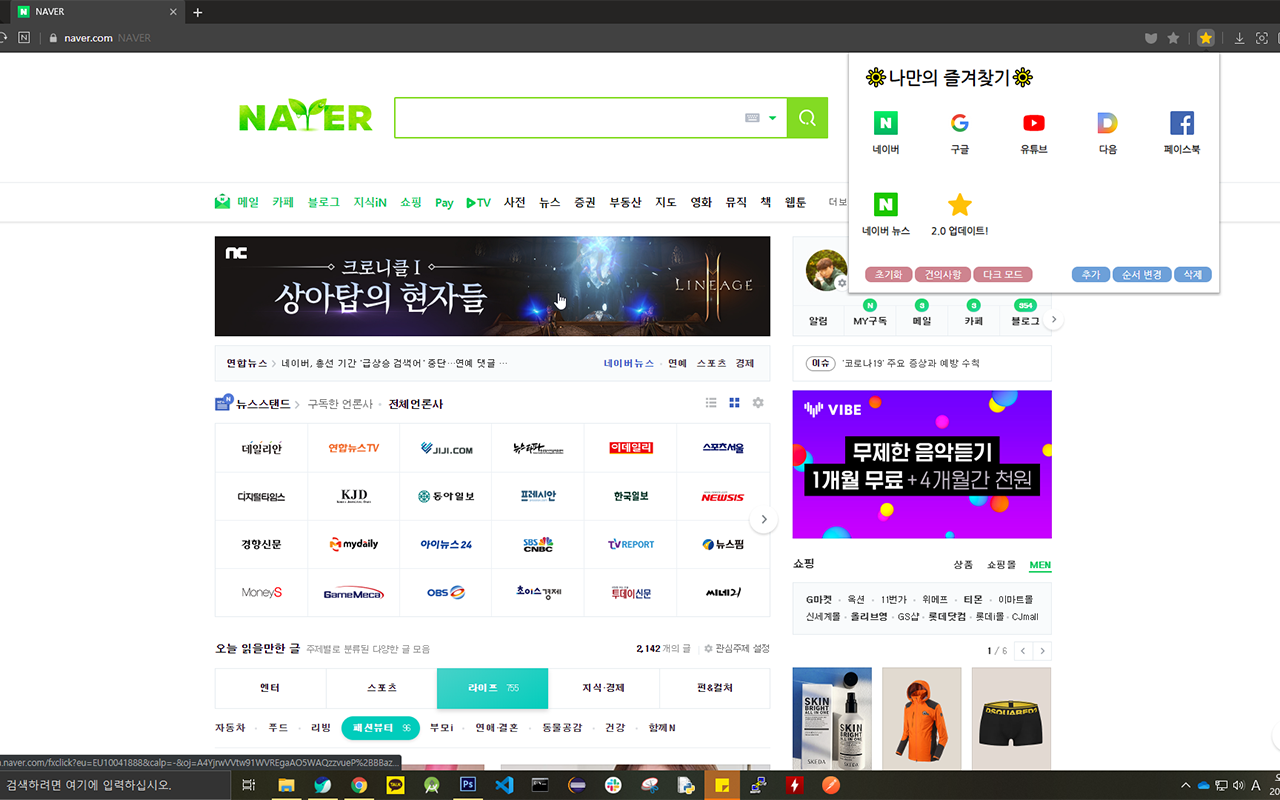 NAVER
naver.com NAVER
나만의 즐겨찾기
네이버 구글 유튜브 다음 페이스북
네이버 뉴스 2.0 업데이트!
초기화 건의사항 다크 모드 추가 순서 변경 삭제
NAVER
메일 카페 블로그 지식iN 쇼핑 Pay TV 사전 뉴스 증권 부동산 지도 영화 뮤직 책 웹툰 더보
nc
크로니클 I
상아탑의 현자들
LINEAGE
N 3 3 354
알림 MY구독 메일 카페 블로그
연합뉴스 네이버, 총선 기간 '급상승 검색어' 중단…연예 댓글 …
네이버뉴스 연예 스포츠 경제
이슈 '코로나19' 주요 증상과 예방 수칙
뉴스스탠드 구독한 언론사 전체언론사
데일리안 연합뉴스TV JIJI.COM 뉴스타파 이데일리 스포츠서울
디지털타임스 KJD 동아일보 프레시안 한국일보 NEWSIS
경향신문 mydaily 아이뉴스24 SBS CNBC TVREPORT 뉴스핌
MoneyS GameMeca OBS 초이스경제 투데이신문 씨네21
VIBE
무제한 음악듣기
1개월 무료+4개월간 천원
쇼핑 상품 쇼핑몰 MEN
G마켓 옥션 11번가 위메프 티몬 이마트몰
신세계몰 올리브영 GS샵 롯데닷컴 롯데i몰 CJmall
1 / 6
오늘 읽을만한 글 주제별로 분류된 다양한 글 모음
2,142 개의 글 관심주제 설정
엔터 스포츠 라이프 755 지식·경제 편&컬처
자동차 푸드 리빙 패션뷰티 96 부모i 연애·결혼 동물공감 건강 함께N
SKIN
BRIGHT
ALL IN ONE
SKEDA
DSQUARED2
검색하려면 여기에 입력하십시오.
TALK
Ps
A